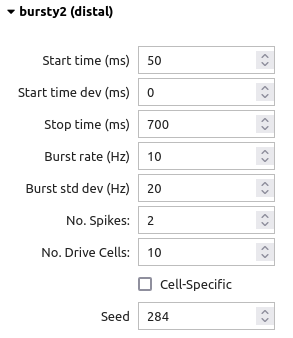 bursty2 (distal)
Start time (ms) 50
Start time dev (ms) 0
Stop time (ms) 700
Burst rate (Hz) 10
Burst std dev (Hz) 20
No. Spikes: 2
No. Drive Cells: 10
Cell-Specific
Seed 284